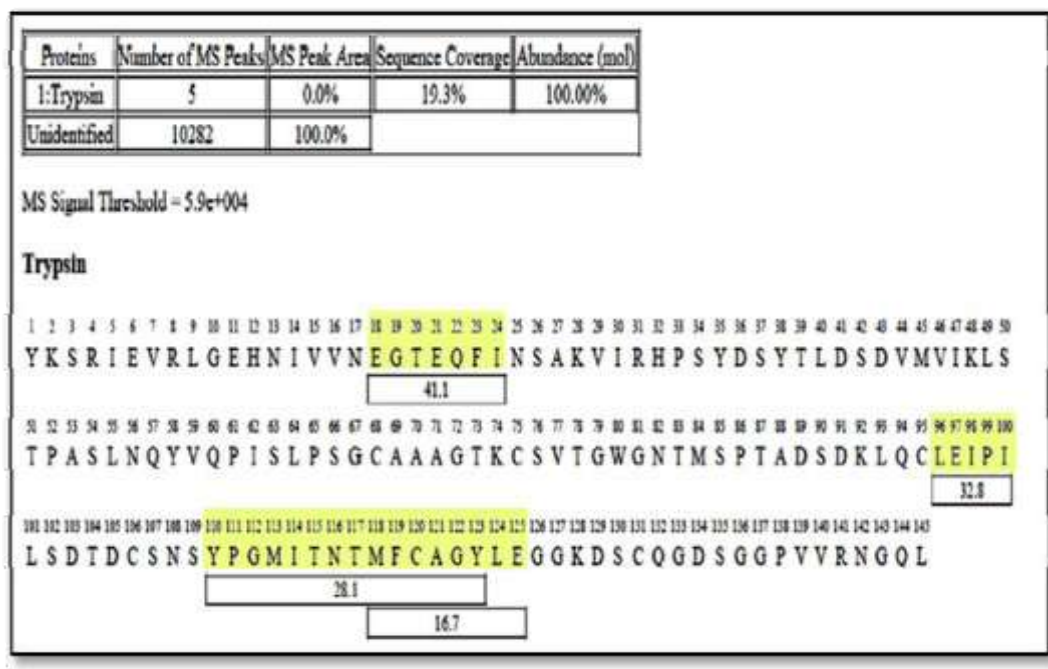 Proteins Number of MS Peaks MS Peak Area Sequence Coverage Abundance (mol)
1:Trypsin 5 0.0% 19.3% 100.00%
Unidentified 10282 100.0%
MS Signal Threshold = 5.9e+004
Trypsin
1 2 3 4 5 6 7 8 9 10 11 12 13 14 15 16 17 18 19 20 21 22 23 24 25 26 27 28 29 30 31 32 33 34 35 36 37 38 39 40 41 42 43 44 45 46 47 48 49 50
Y K S R I E V R L G E H N I V V N E G T E Q F I N S A K V I R H P S Y D S Y T L D S D V M V I K L S
41.1
51 52 53 54 55 56 57 58 59 60 61 62 63 64 65 66 67 68 69 70 71 72 73 74 75 76 77 78 79 80 81 82 83 84 85 86 87 88 89 90 91 92 93 94 95 96 97 98 99 100
T P A S L N Q Y V Q P I S L P S G C A A A G T K C S V T G W G N T M S P T A D S D K L Q C L E I P I
32.8
101 102 103 104 105 106 107 108 109 110 111 112 113 114 115 116 117 118 119 120 121 122 123 124 125 126 127 128 129 130 131 132 133 134 135 136 137 138 139 140 141 142 143 144 145
L S D T D C S N S Y P G M I T N T M F C A G Y L E G G K D S C Q G D S G G P V V R N G Q L
28.1
16.7